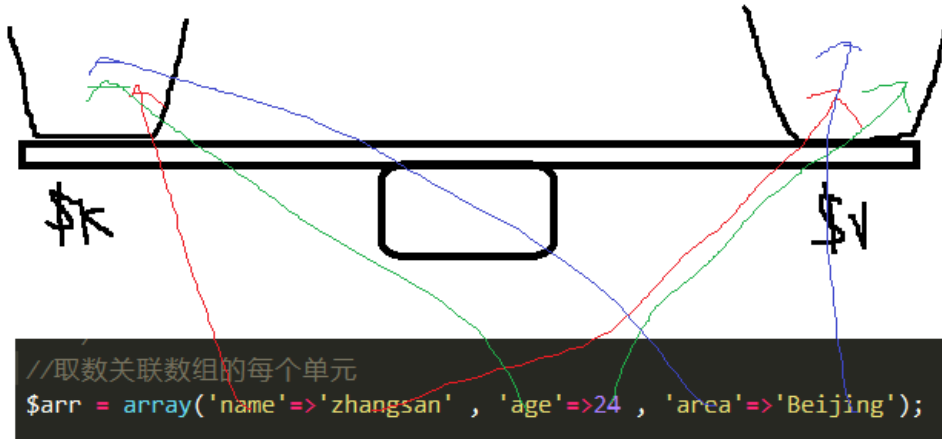 $K
$V
//取数关联数组的每个单元
$arr = array('name'=>'zhangsan' , 'age'=>24 , 'area'=>'Beijing');